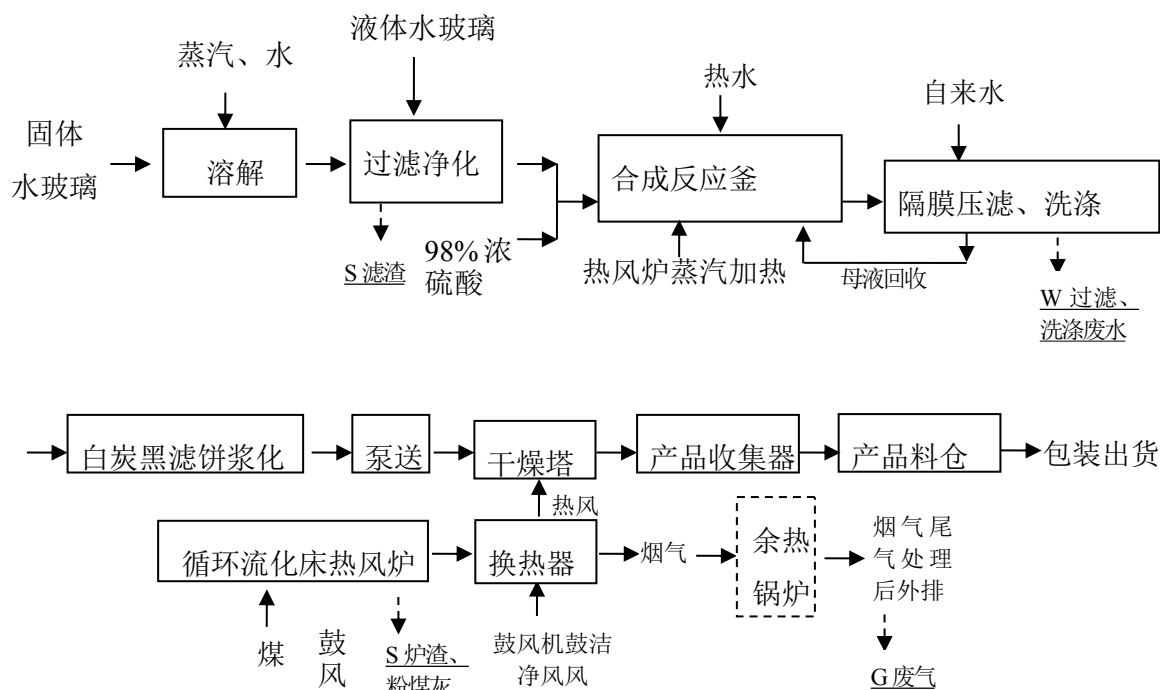 液体水玻璃
蒸汽、水
热水
自来水
固体
水玻璃
溶解
过滤净化
合成反应釜
隔膜压滤、洗涤
S 滤渣
98%浓
硫酸
热风炉蒸汽加热
母液回收
W 过滤、
洗涤废水
白炭黑滤饼浆化
泵送
干燥塔
产品收集器
产品料仓
包装出货
热风
循环流化床热风炉
换热器
烟气
余热
锅炉
烟气尾
气处理
后外排
煤
鼓
风
S 炉渣、
粉煤灰
鼓风机鼓洁
净风风
G 废气